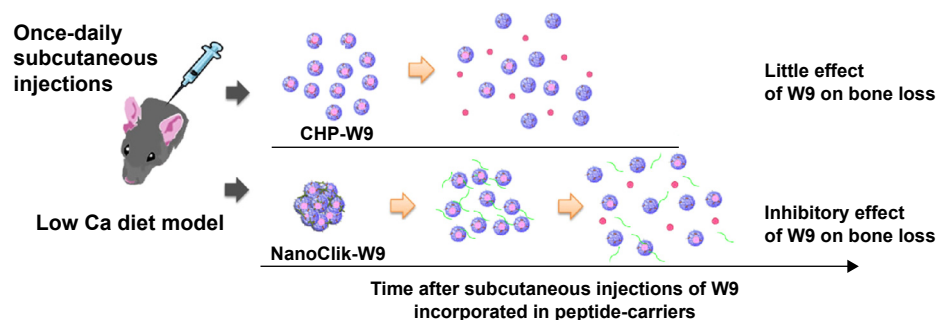 Once-daily
subcutaneous
injections
Little effect
of W9 on bone loss
CHP-W9
Low Ca diet model
NanoClik-W9
Inhibitory effect
of W9 on bone loss
Time after subcutaneous injections of W9
incorporated in peptide-carriers